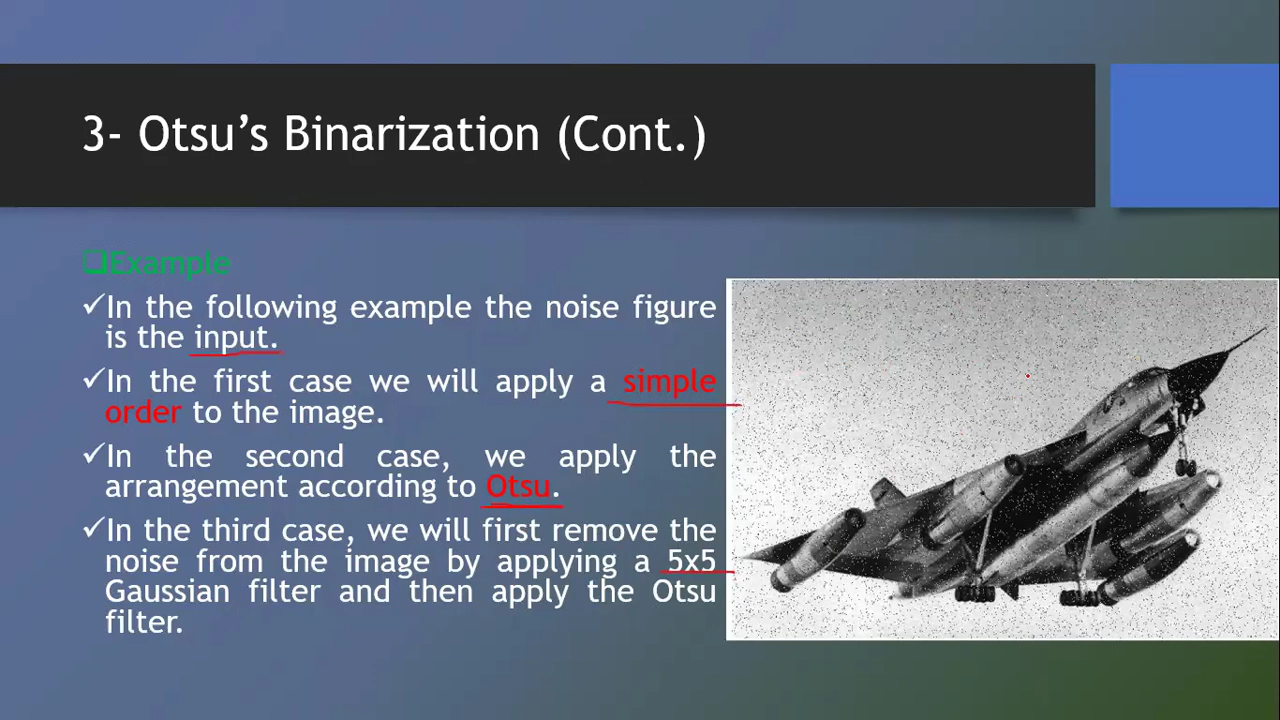 3- Otsu’s Binarization (Cont.)
❑Example
✓In the following example the noise figure
is the input.
✓In the first case we will apply a simple
order to the image.
✓In the second case, we apply the
arrangement according to Otsu.
✓In the third case, we will first remove the
noise from the image by applying a 5x5
Gaussian filter and then apply the Otsu
filter.